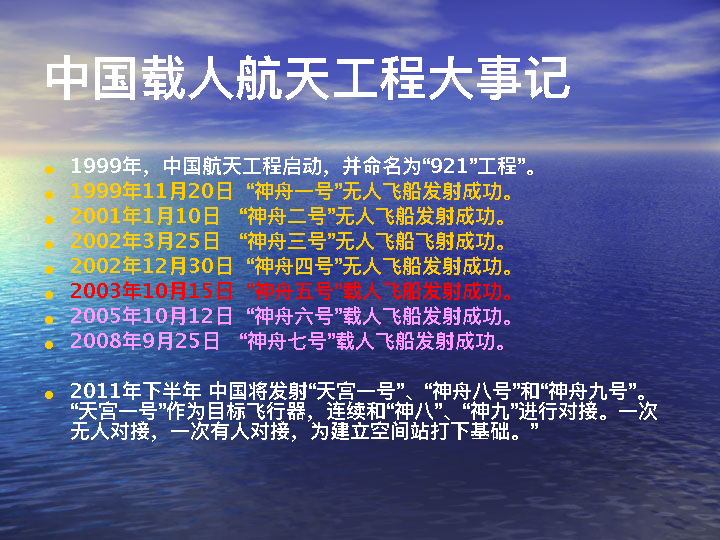 中国载人航天工程大事记
1999年，中国航天工程启动，并命名为“921”工程”。
1999年11月20日 “神舟一号”无人飞船发射成功。
2001年1月10日 “神舟二号”无人飞船发射成功。
2002年3月25日 “神舟三号”无人飞船飞射成功。
2002年12月30日 “神舟四号”无人飞船发射成功。
2003年10月15日 “神舟五号”载人飞船发射成功。
2005年10月12日 “神舟六号”载人飞船发射成功。
2008年9月25日 “神舟七号”载人飞船发射成功。
2011年下半年 中国将发射“天宫一号”、“神舟八号”和“神舟九号”。
“天宫一号”作为目标飞行器，连续和“神八”、“神九”进行对接。一次
无人对接，一次有人对接，为建立空间站打下基础。”